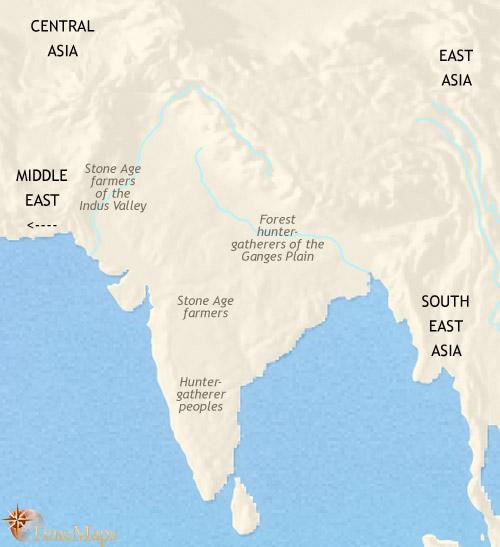 CENTRAL
ASIA
EAST
ASIA
MIDDLE
EAST
<----
Stone Age
farmers
of the
Indus Valley
Forest
hunter-
gatherers of the
Ganges Plain
Stone Age
farmers
SOUTH
EAST
ASIA
Hunter-
gatherer
peoples
TimeMaps